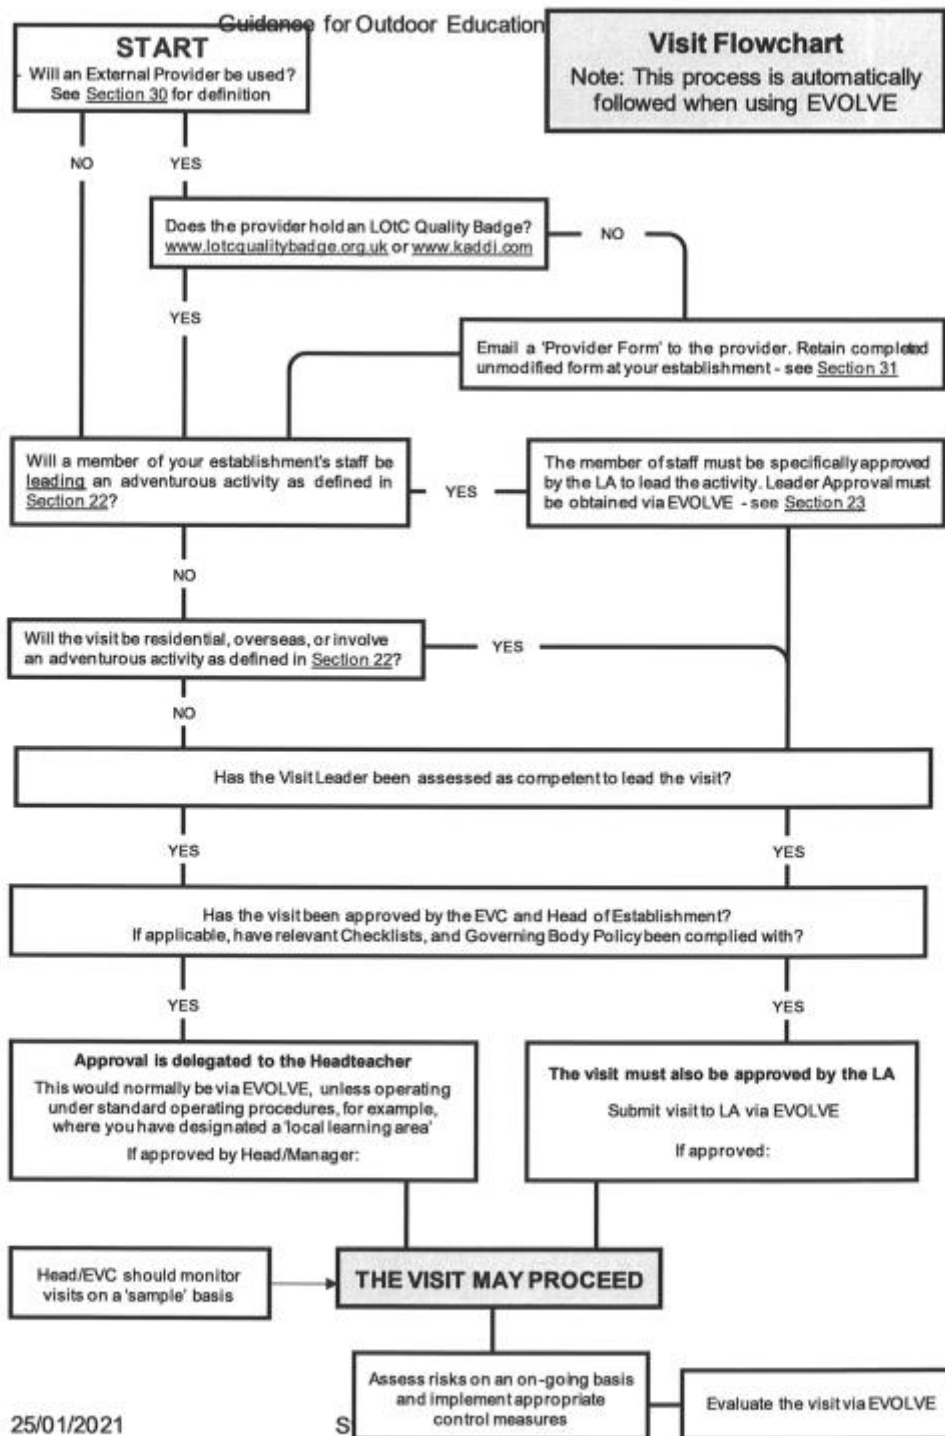 Guidance for Outdoor Education
START
- Will an External Provider be used?
See Section 30 for definition
Visit Flowchart
Note: This process is automatically
followed when using EVOLVE
NO
YES
Does the provider hold an LOtC Quality Badge?
www.lotcqualitybadge.org.uk or www.kaddi.com
NO
YES
Email a 'Provider Form' to the provider. Retain completed
unmodified form at your establishment - see Section 31
Will a member of your establishment's staff be
leading an adventurous activity as defined in
Section 22?
YES
The member of staff must be specifically approved
by the LA to lead the activity. Leader Approval must
be obtained via EVOLVE - see Section 23
NO
Will the visit be residential, overseas, or involve
an adventurous activity as defined in Section 22?
YES
NO
Has the Visit Leader been assessed as competent to lead the visit?
YES
YES
Has the visit been approved by the EVC and Head of Establishment?
If applicable, have relevant Checklists, and Governing Body Policy been complied with?
YES
YES
Approval is delegated to the Headteacher
This would normally be via EVOLVE, unless operating
under standard operating procedures, for example,
where you have designated a 'local learning area'
If approved by Head/Manager:
The visit must also be approved by the LA
Submit visit to LA via EVOLVE
If approved:
Head/EVC should monitor
visits on a 'sample' basis
THE VISIT MAY PROCEED
Assess risks on an on-going basis
and implement appropriate
control measures
Evaluate the visit via EVOLVE
25/01/2021
S